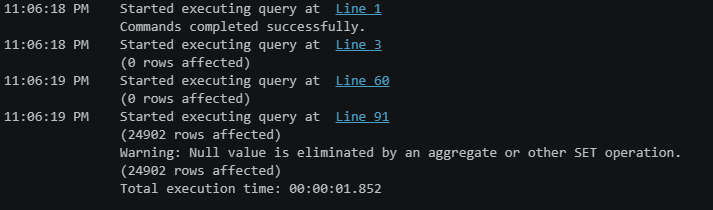 11:06:18 PM Started executing query at Line 1
Commands completed successfully.
11:06:18 PM Started executing query at Line 3
(0 rows affected)
11:06:19 PM Started executing query at Line 60
(0 rows affected)
11:06:19 PM Started executing query at Line 91
(24902 rows affected)
Warning: Null value is eliminated by an aggregate or other SET operation.
(24902 rows affected)
Total execution time: 00:00:01.852